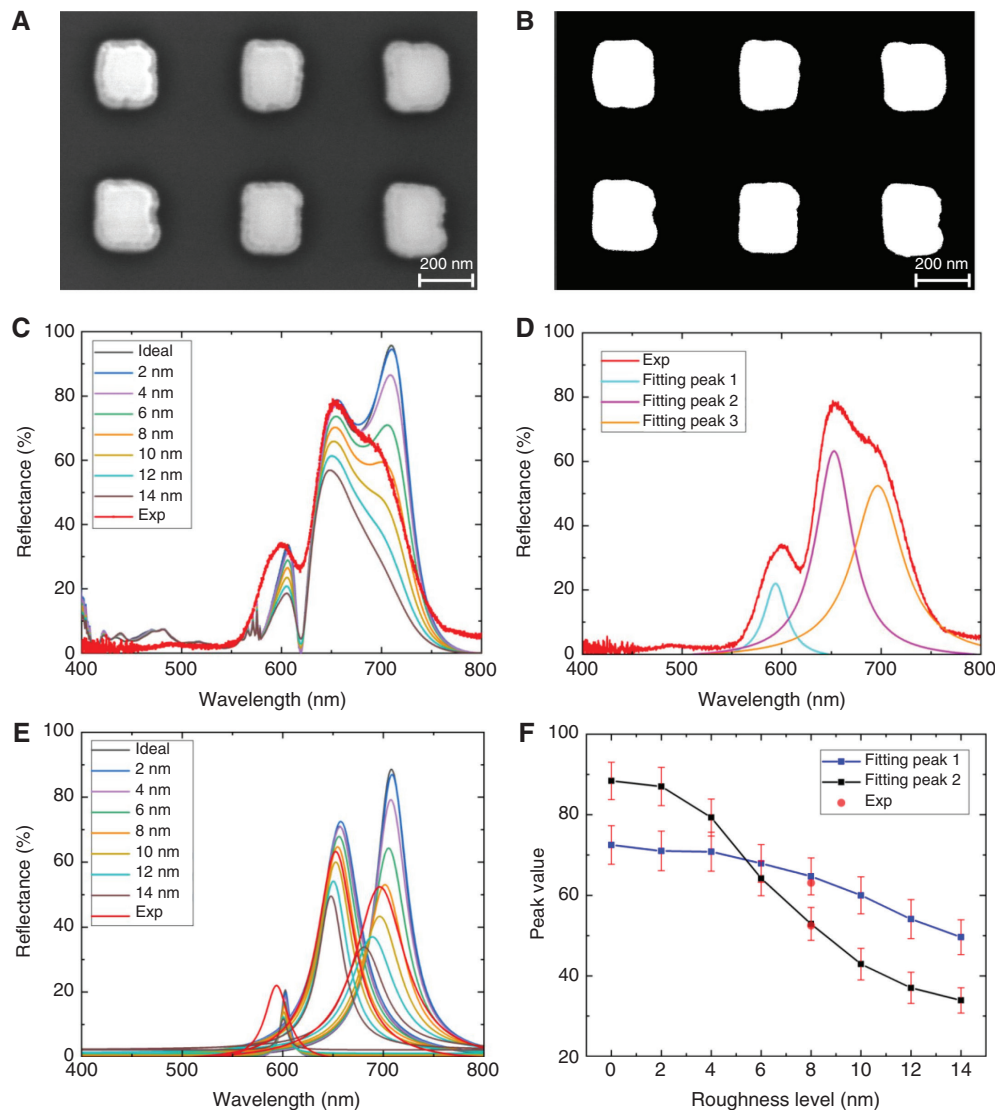 A
B
200 nm
200 nm
C
100
80
60
40
20
0
Reflectance (%)
Ideal
2 nm
4 nm
6 nm
8 nm
10 nm
12 nm
14 nm
Exp
400 500 600 700 800
Wavelength (nm)
D
100
80
60
40
20
0
Reflectance (%)
Exp
Fitting peak 1
Fitting peak 2
Fitting peak 3
400 500 600 700 800
Wavelength (nm)
E
100
80
60
40
20
0
Reflectance (%)
Ideal
2 nm
4 nm
6 nm
8 nm
10 nm
12 nm
14 nm
Exp
400 500 600 700 800
Wavelength (nm)
F
100
80
60
40
20
Peak value
Fitting peak 1
Fitting peak 2
Exp
0 2 4 6 8 10 12 14
Roughness level (nm)